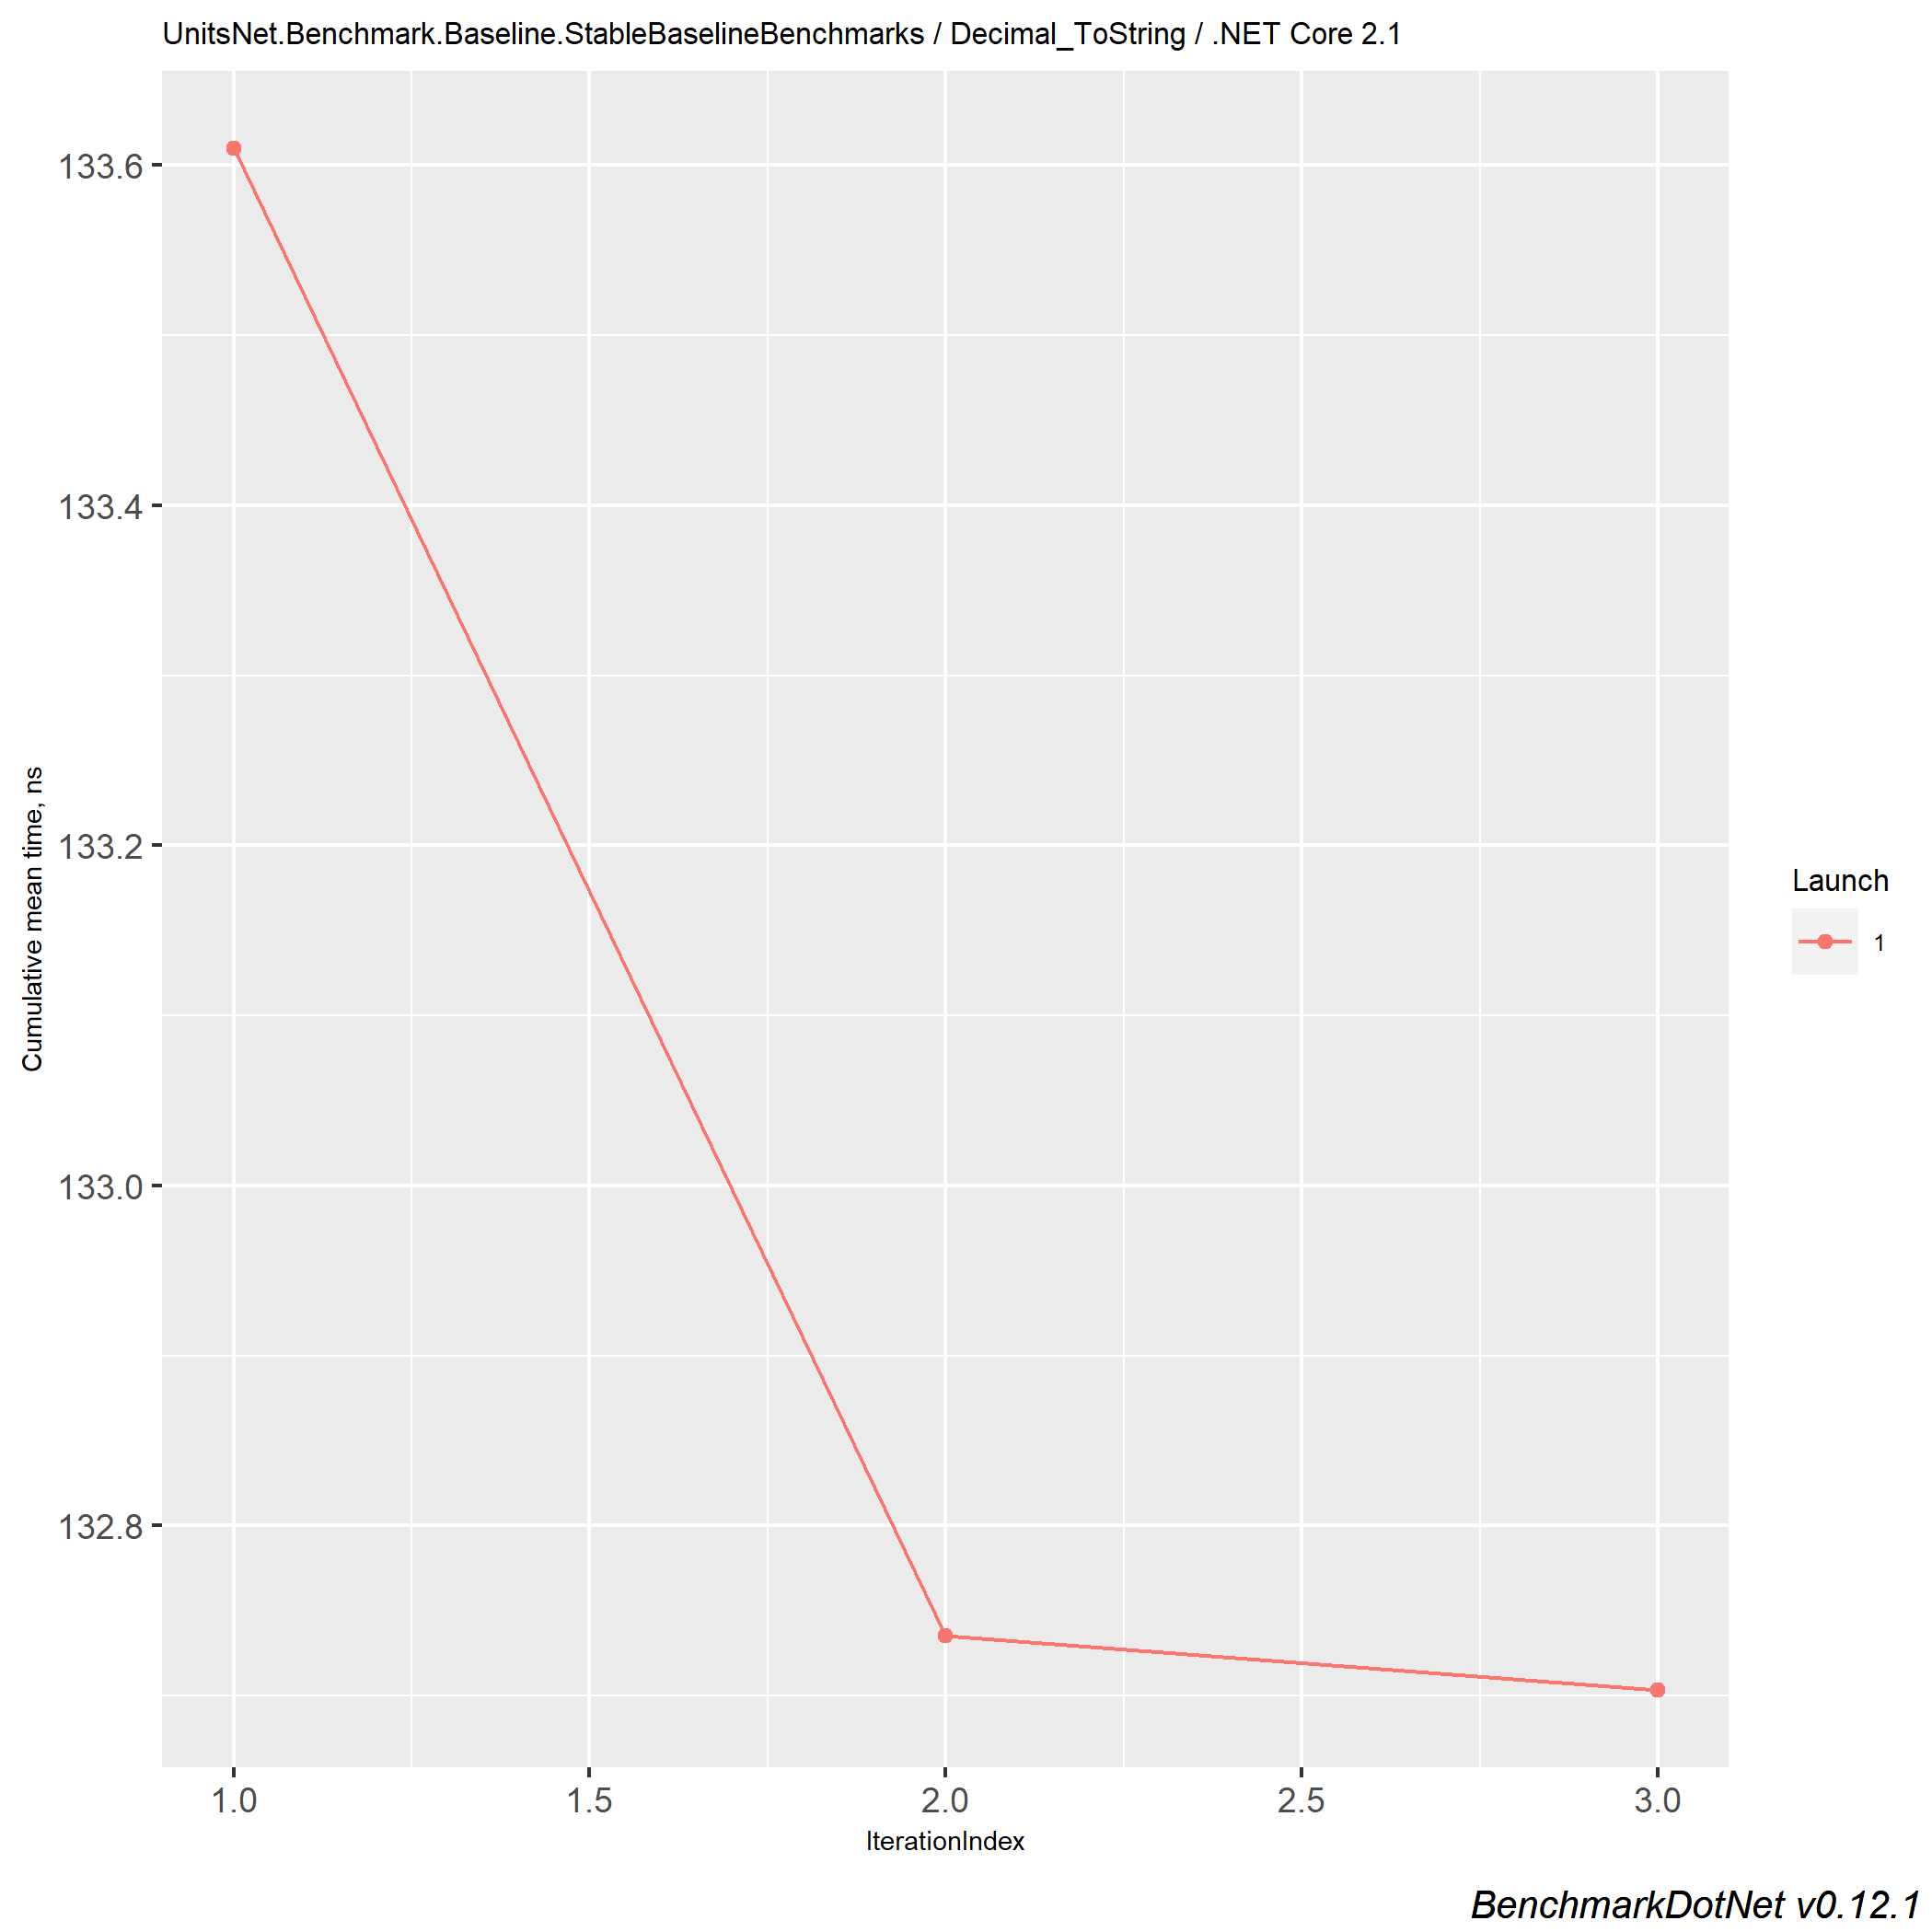 UnitsNet.Benchmark.Baseline.StableBaselineBenchmarks / Decimal_ToString / .NET Core 2.1
Cumulative mean time, ns
133.6
133.4
133.2
133.0
132.8
1.0 1.5 2.0 2.5 3.0
IterationIndex
Launch
1
BenchmarkDotNet v0.12.1